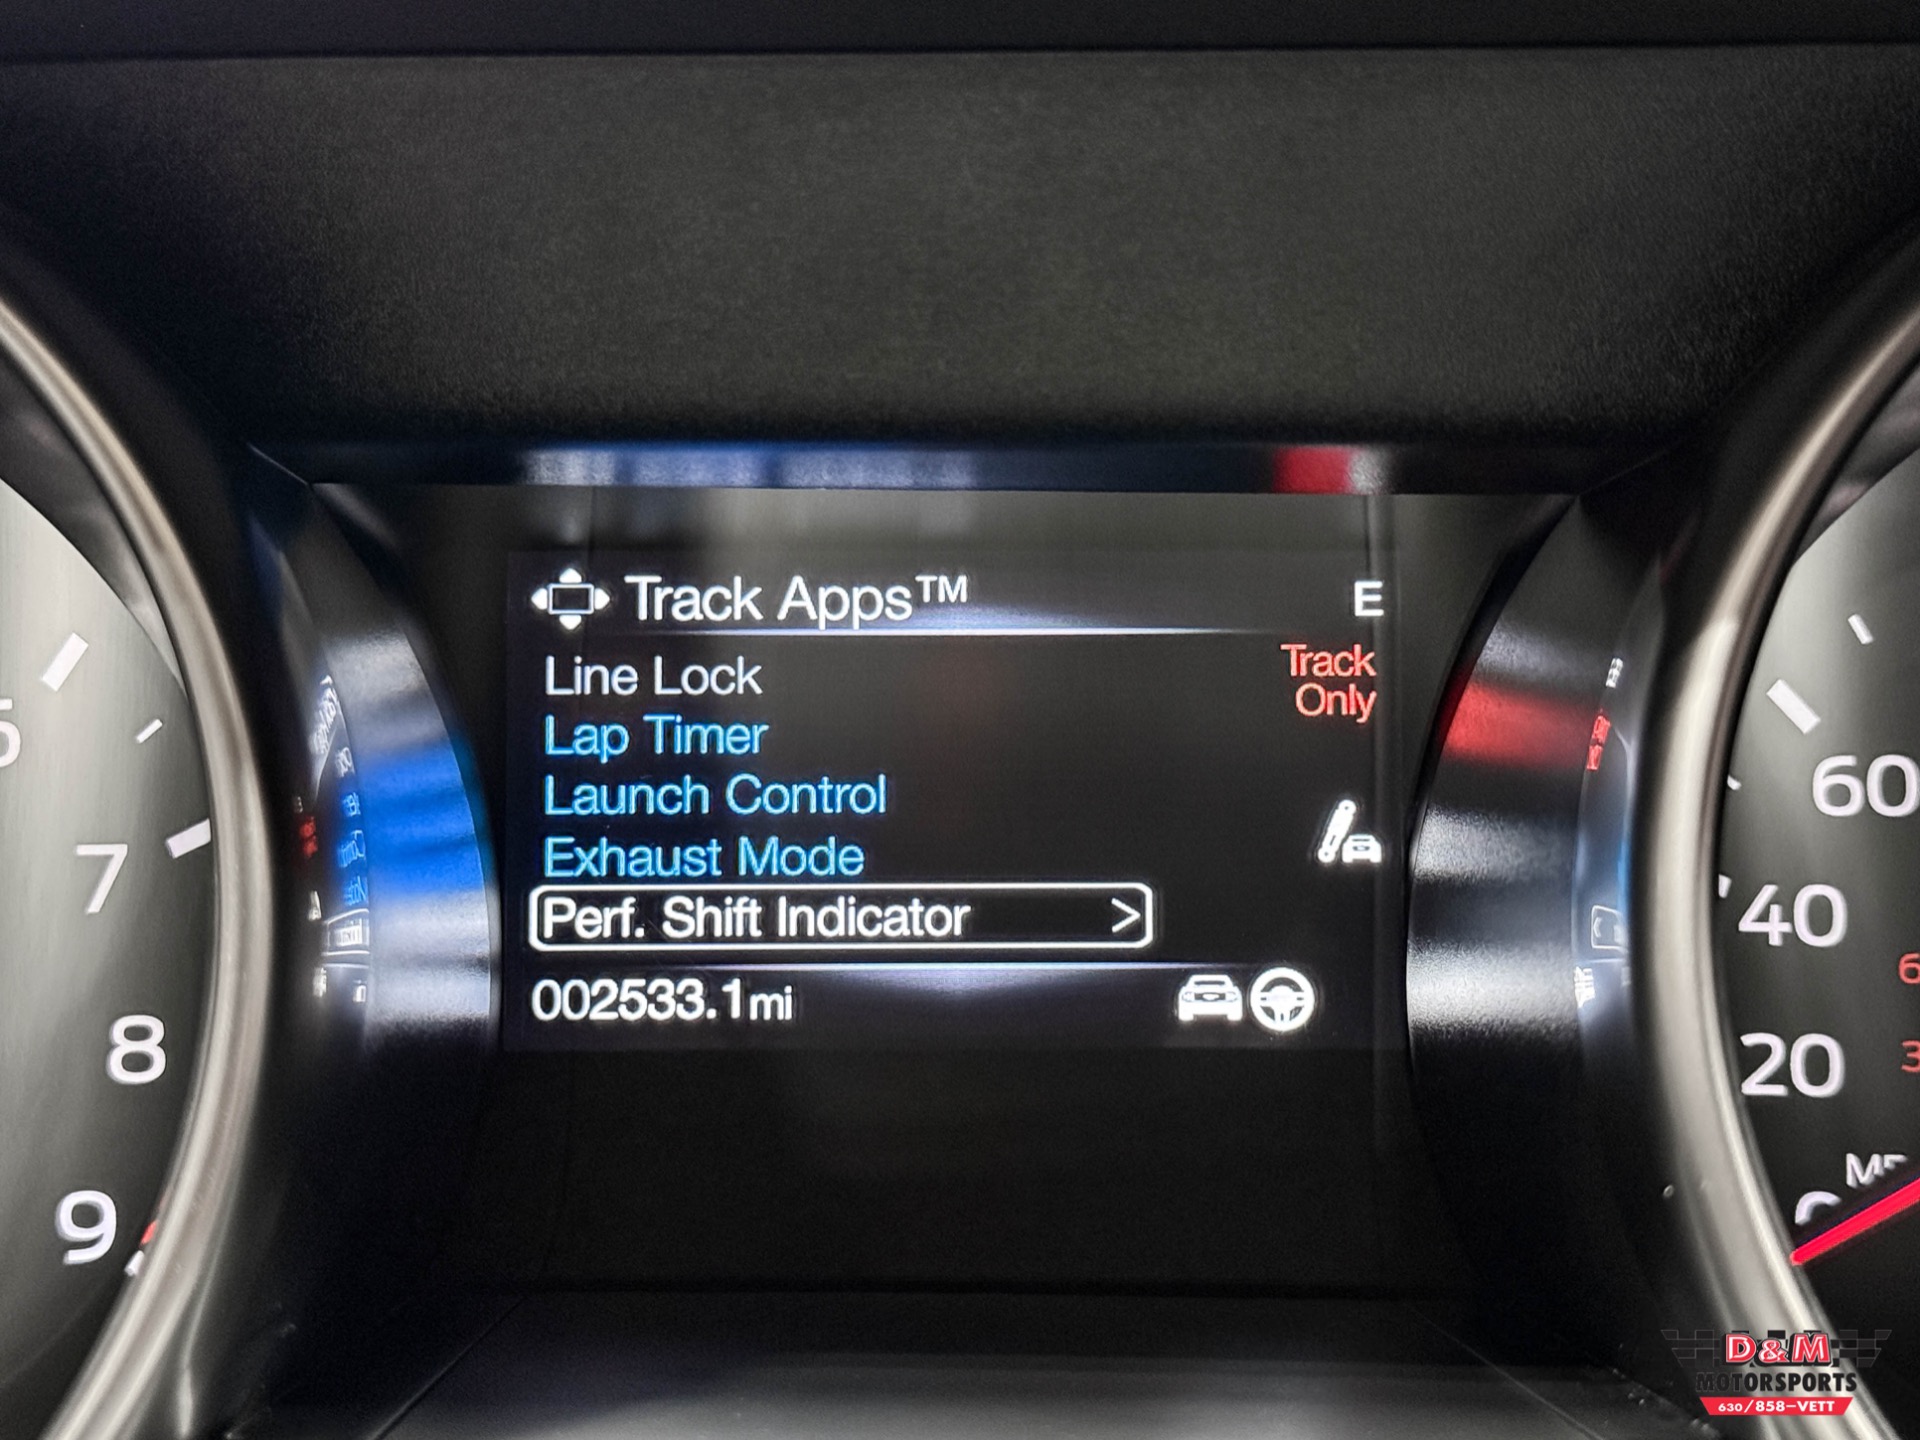 Track Apps™
E
Line Lock
Track
Only
Lap Timer
Launch Control
Exhaust Mode
Perf. Shift Indicator >
002533.1mi
7
8
9
60
40
20
D&M
MOTORSPORTS
630/858-VETT